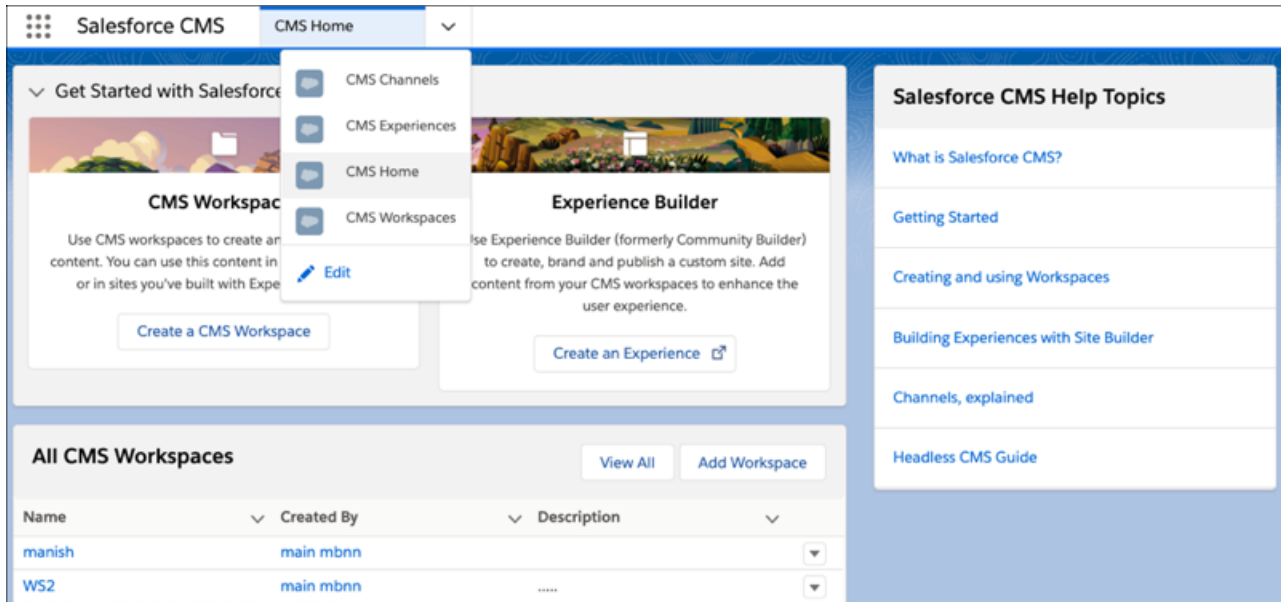 Salesforce CMS
CMS Home
CMS Channels
CMS Experiences
CMS Home
CMS Workspaces
Edit
Get Started with Salesforce
CMS
Use CMS workspaces to create
content. You can use this content in
or in sites you've built with
Create a CMS Workspace
Experience Builder
Use Experience Builder (formerly Community Builder)
to create, brand and publish a custom site. Add
content from your CMS workspaces to enhance the
user experience.
Create an Experience
All CMS Workspaces
View All
Add Workspace
Name
Created By
Description
manish
main mbnn
WS2
main mbnn
.....
Salesforce CMS Help Topics
What is Salesforce CMS?
Getting Started
Creating and using Workspaces
Building Experiences with Site Builder
Channels, explained
Headless CMS Guide